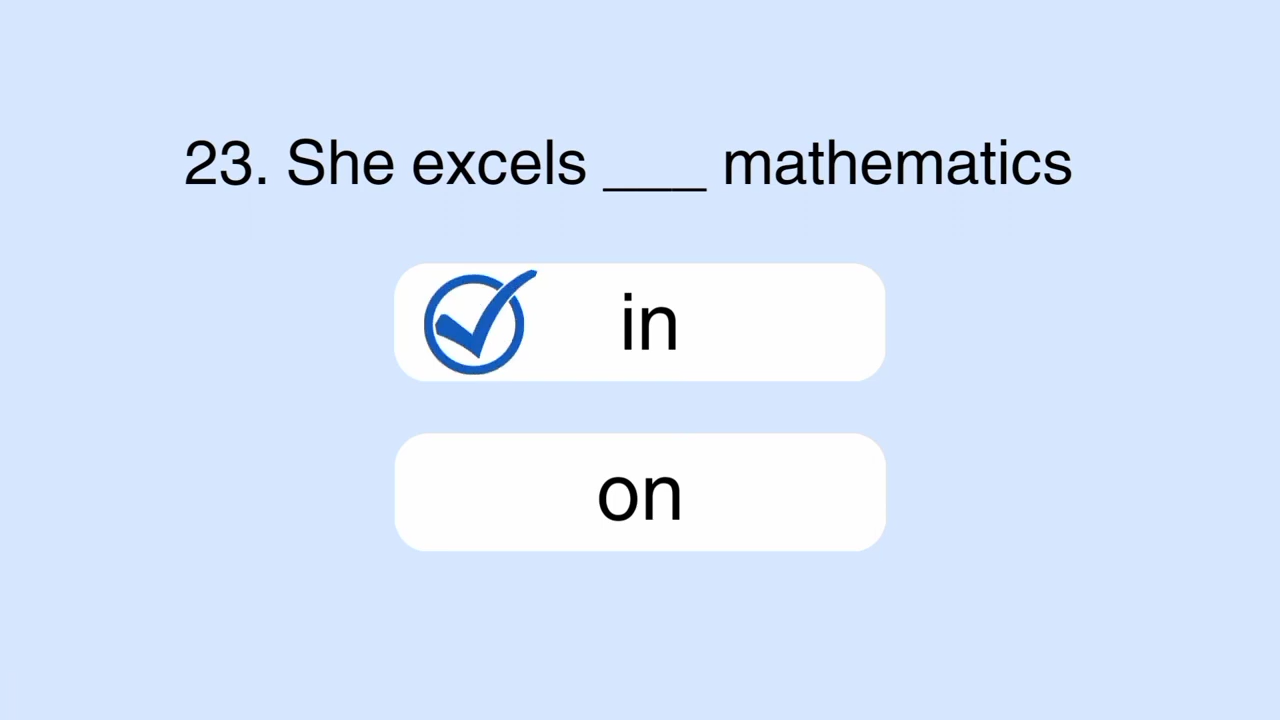 23. She excels ___ mathematics
in
on